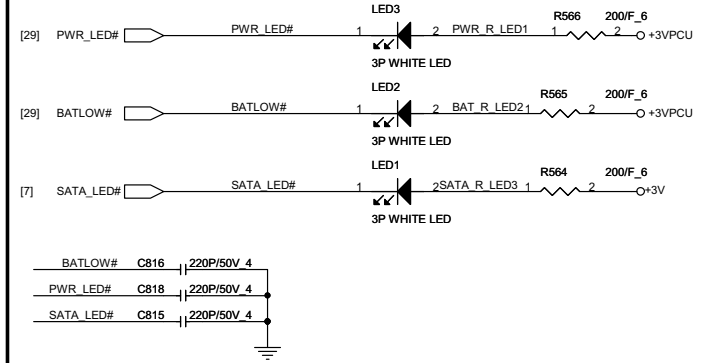 LED3
R566 200/F_6
[29] PWR_LED# PWR_LED# 1 2 PWR_R_LED1 1 2 +3VPCU
3P WHITE LED
LED2
R565 200/F_6
[29] BATLOW# BATLOW# 1 2 BAT_R_LED2 1 2 +3VPCU
3P WHITE LED
LED1
R564 200/F_6
[7] SATA_LED# SATA_LED# 1 2 SATA_R_LED3 1 2 +3V
3P WHITE LED
BATLOW# C816 220P/50V_4
PWR_LED# C818 220P/50V_4
SATA_LED# C815 220P/50V_4